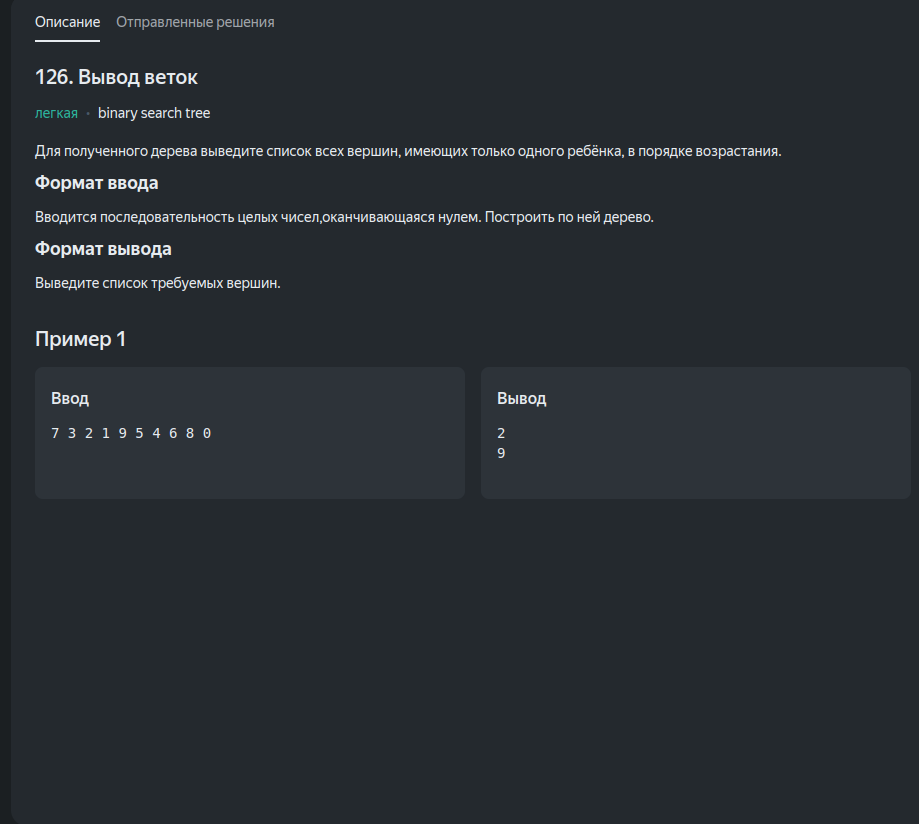 Описание Отправленные решения
126. Вывод веток
легкая · binary search tree
Для полученного дерева выведите список всех вершин, имеющих только одного ребёнка, в порядке возрастания.
Формат ввода
Вводится последовательность целых чисел,оканчивающаяся нулем. Построить по ней дерево.
Формат вывода
Выведите список требуемых вершин.
Пример 1
Ввод
7 3 2 1 9 5 4 6 8 0
Вывод
2
9